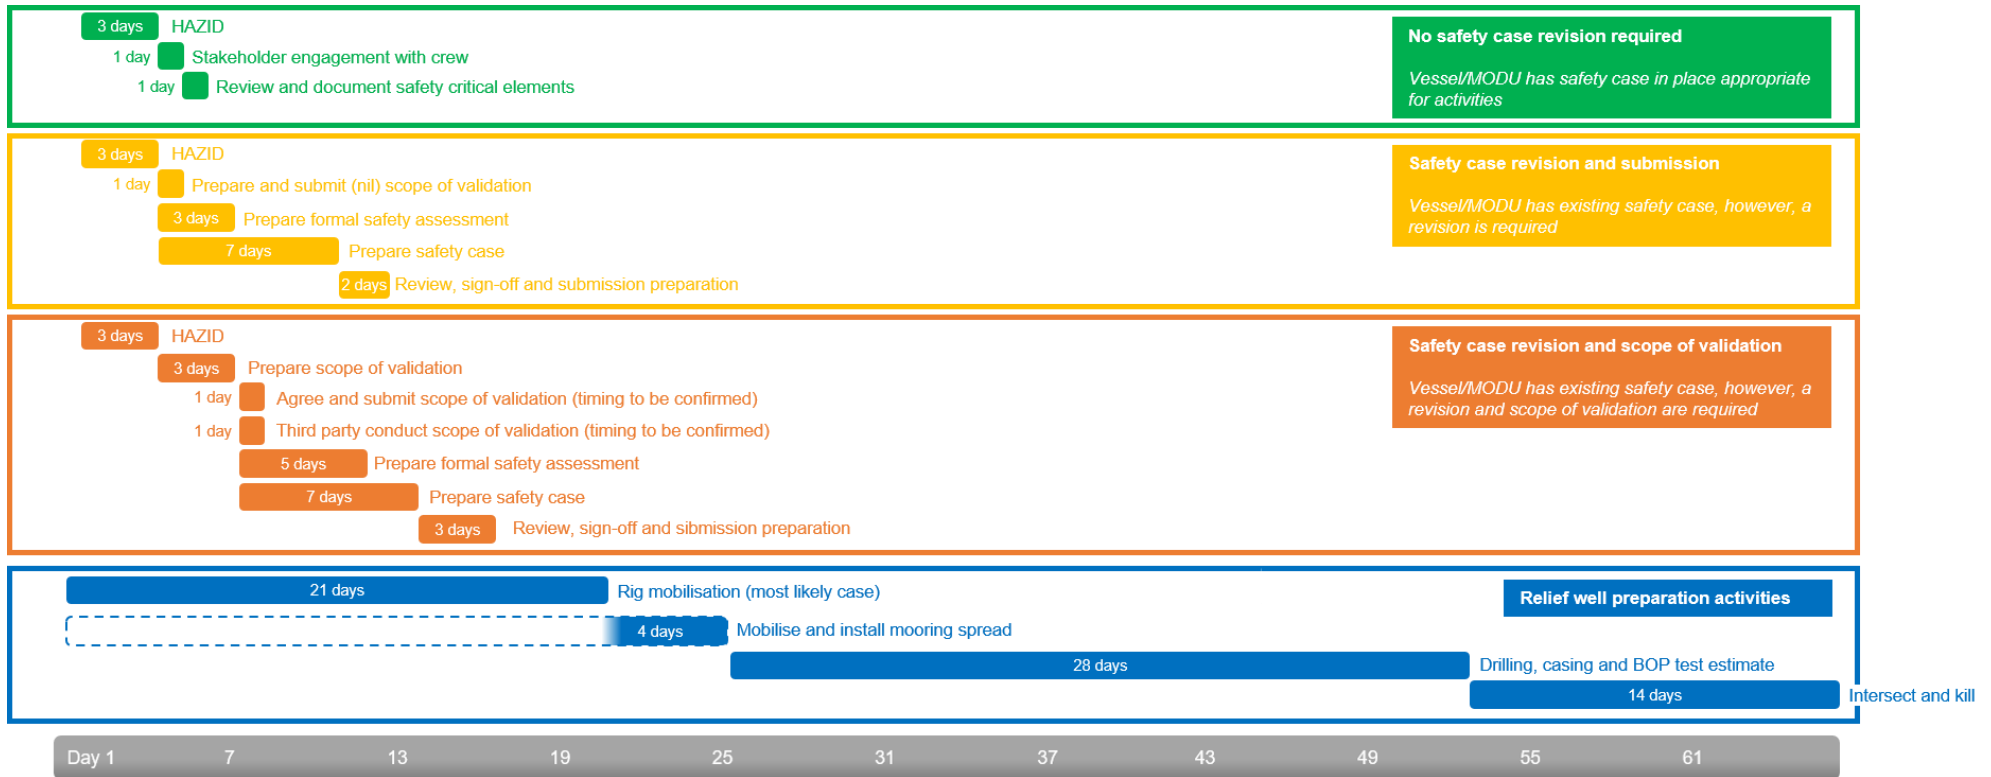 3 days HAZID
1 day Stakeholder engagement with crew
1 day Review and document safety critical elements
No safety case revision required
Vessel/MODU has safety case in place appropriate
for activities
3 days HAZID
1 day Prepare and submit (nil) scope of validation
3 days Prepare formal safety assessment
7 days Prepare safety case
2 days Review, sign-off and submission preparation
Safety case revision and submission
Vessel/MODU has existing safety case, however, a
revision is required
3 days HAZID
3 days Prepare scope of validation
1 day Agree and submit scope of validation (timing to be confirmed)
1 day Third party conduct scope of validation (timing to be confirmed)
5 days Prepare formal safety assessment
7 days Prepare safety case
3 days Review, sign-off and sibmission preparation
Safety case revision and scope of validation
Vessel/MODU has existing safety case, however, a
revision and scope of validation are required
21 days Rig mobilisation (most likely case)
4 days Mobilise and install mooring spread
28 days Drilling, casing and BOP test estimate
14 days Intersect and kill
Relief well preparation activities
Day 1 7 13 19 25 31 37 43 49 55 61